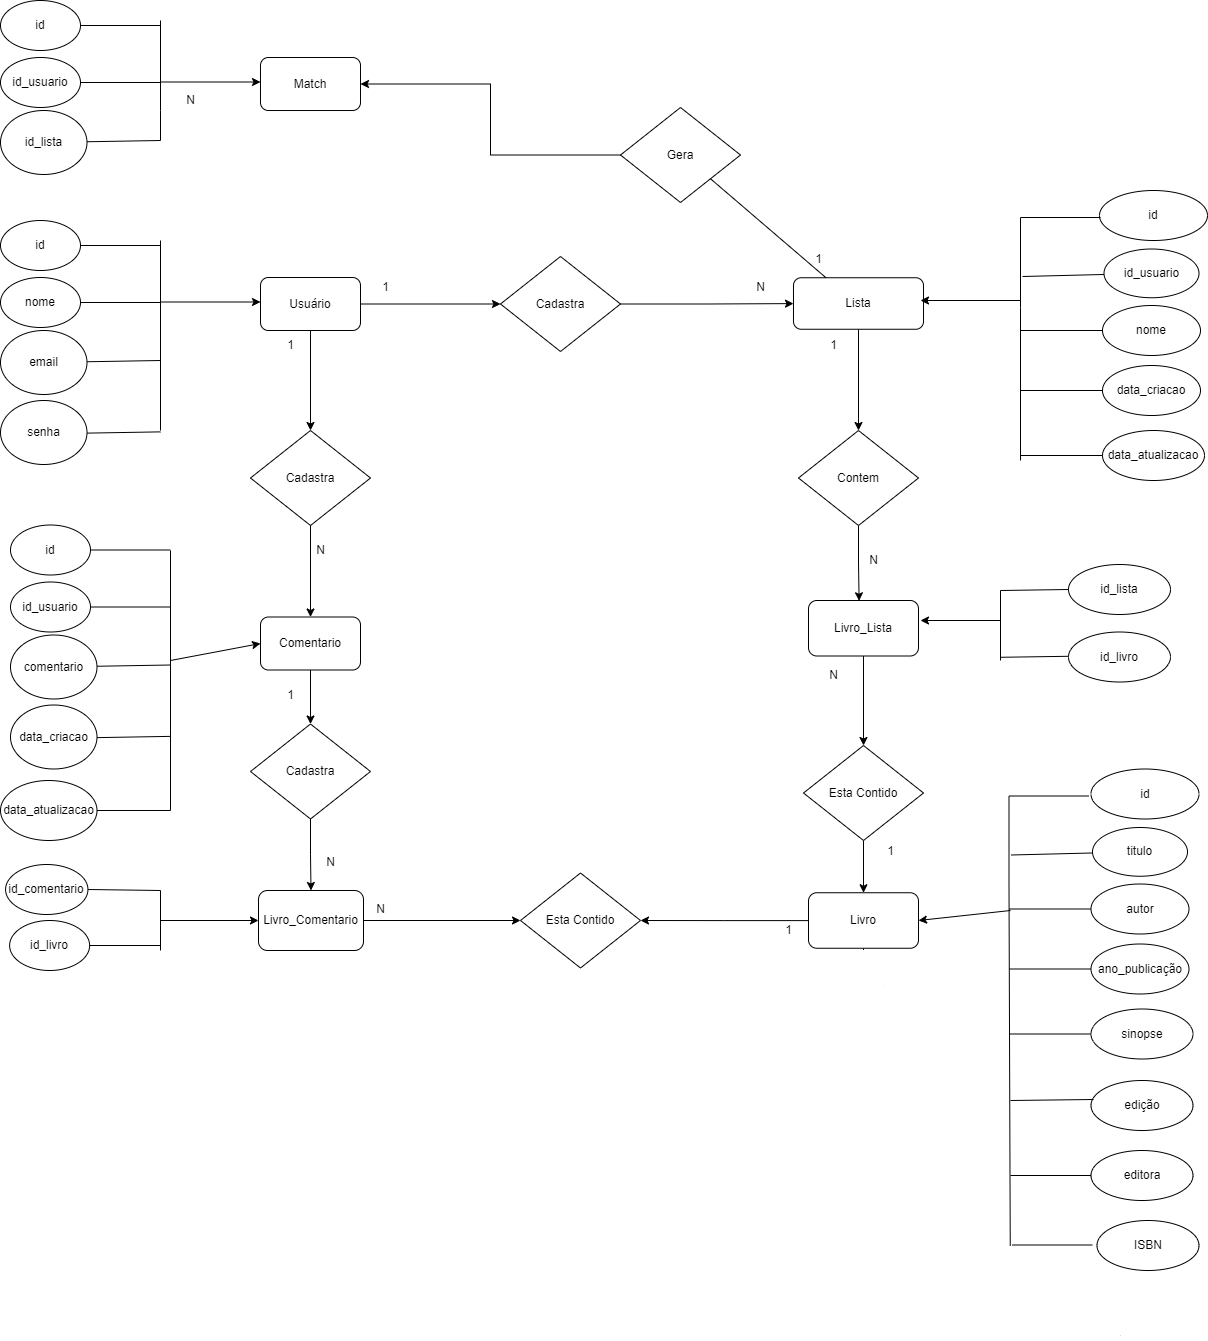 id
id_usuario
Match
N
id_lista
Gera
id
id_usuario
nome
data_criacao
data_atualizacao
1
id
nome
email
senha
Usuário
1
Cadastra
N
Lista
1
1
Cadastra
Contem
N
N
id
id_usuario
comentario
data_criacao
data_atualizacao
Comentario
Livro_Lista
id_lista
id_livro
1
N
Cadastra
Esta Contido
N
1
id_comentario
id_livro
Livro_Comentario
N
Esta Contido
1
Livro
id
titulo
autor
ano_publicação
sinopse
edição
editora
ISBN